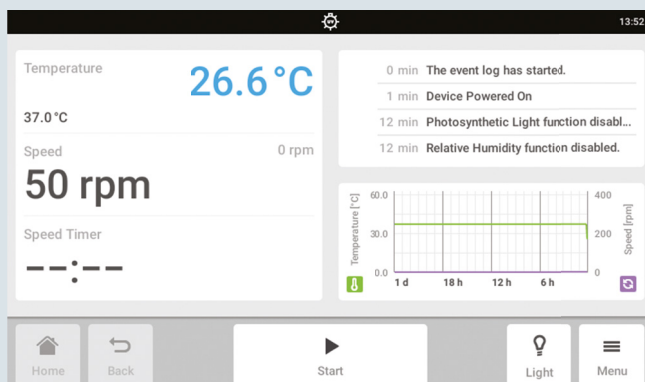 UV
13:52
Temperature
26.6 °C
37.0 °C
Speed
0 rpm
50 rpm
Speed Timer
--:--
0 min The event log has started.
1 min Device Powered On
12 min Photosynthetic Light function disabl...
12 min Relative Humidity function disabled.
Temperature [°C]
60.0
30.0
0.0
1 d 18 h 12 h 6 h
400
200
0
Speed [rpm]
Home
Back
Start
Light
Menu